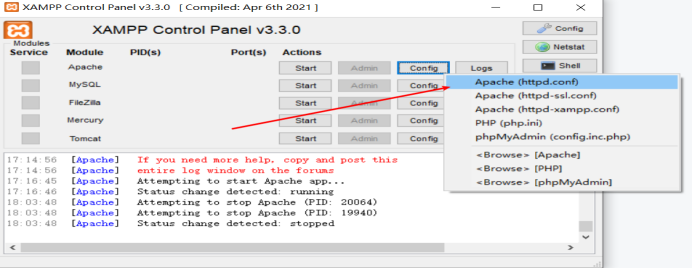 XAMPP Control Panel v3.3.0 [ Compiled: Apr 6th 2021 ]
XAMPP Control Panel v3.3.0
Config
Modules
Service Module PID(s) Port(s) Actions
Netstat
Apache Start Admin Config Logs
Shell
MySQL Start Admin Config
FileZilla Start Admin Config
Mercury Start Admin Config
Tomcat Start Admin Config
Apache (httpd.conf)
Apache (httpd-ssl.conf)
Apache (httpd-xampp.conf)
PHP (php.ini)
phpMyAdmin (config.inc.php)
<Browse> [Apache]
<Browse> [PHP]
<Browse> [phpMyAdmin]
17:14:56 [Apache] If you need more help, copy and post this
17:14:56 [Apache] entire log window on the forums
17:16:45 [Apache] Attempting to start Apache app...
17:16:46 [Apache] Status change detected: running
18:03:48 [Apache] Attempting to stop Apache (PID: 20064)
18:03:48 [Apache] Attempting to stop Apache (PID: 19940)
18:03:48 [Apache] Status change detected: stopped